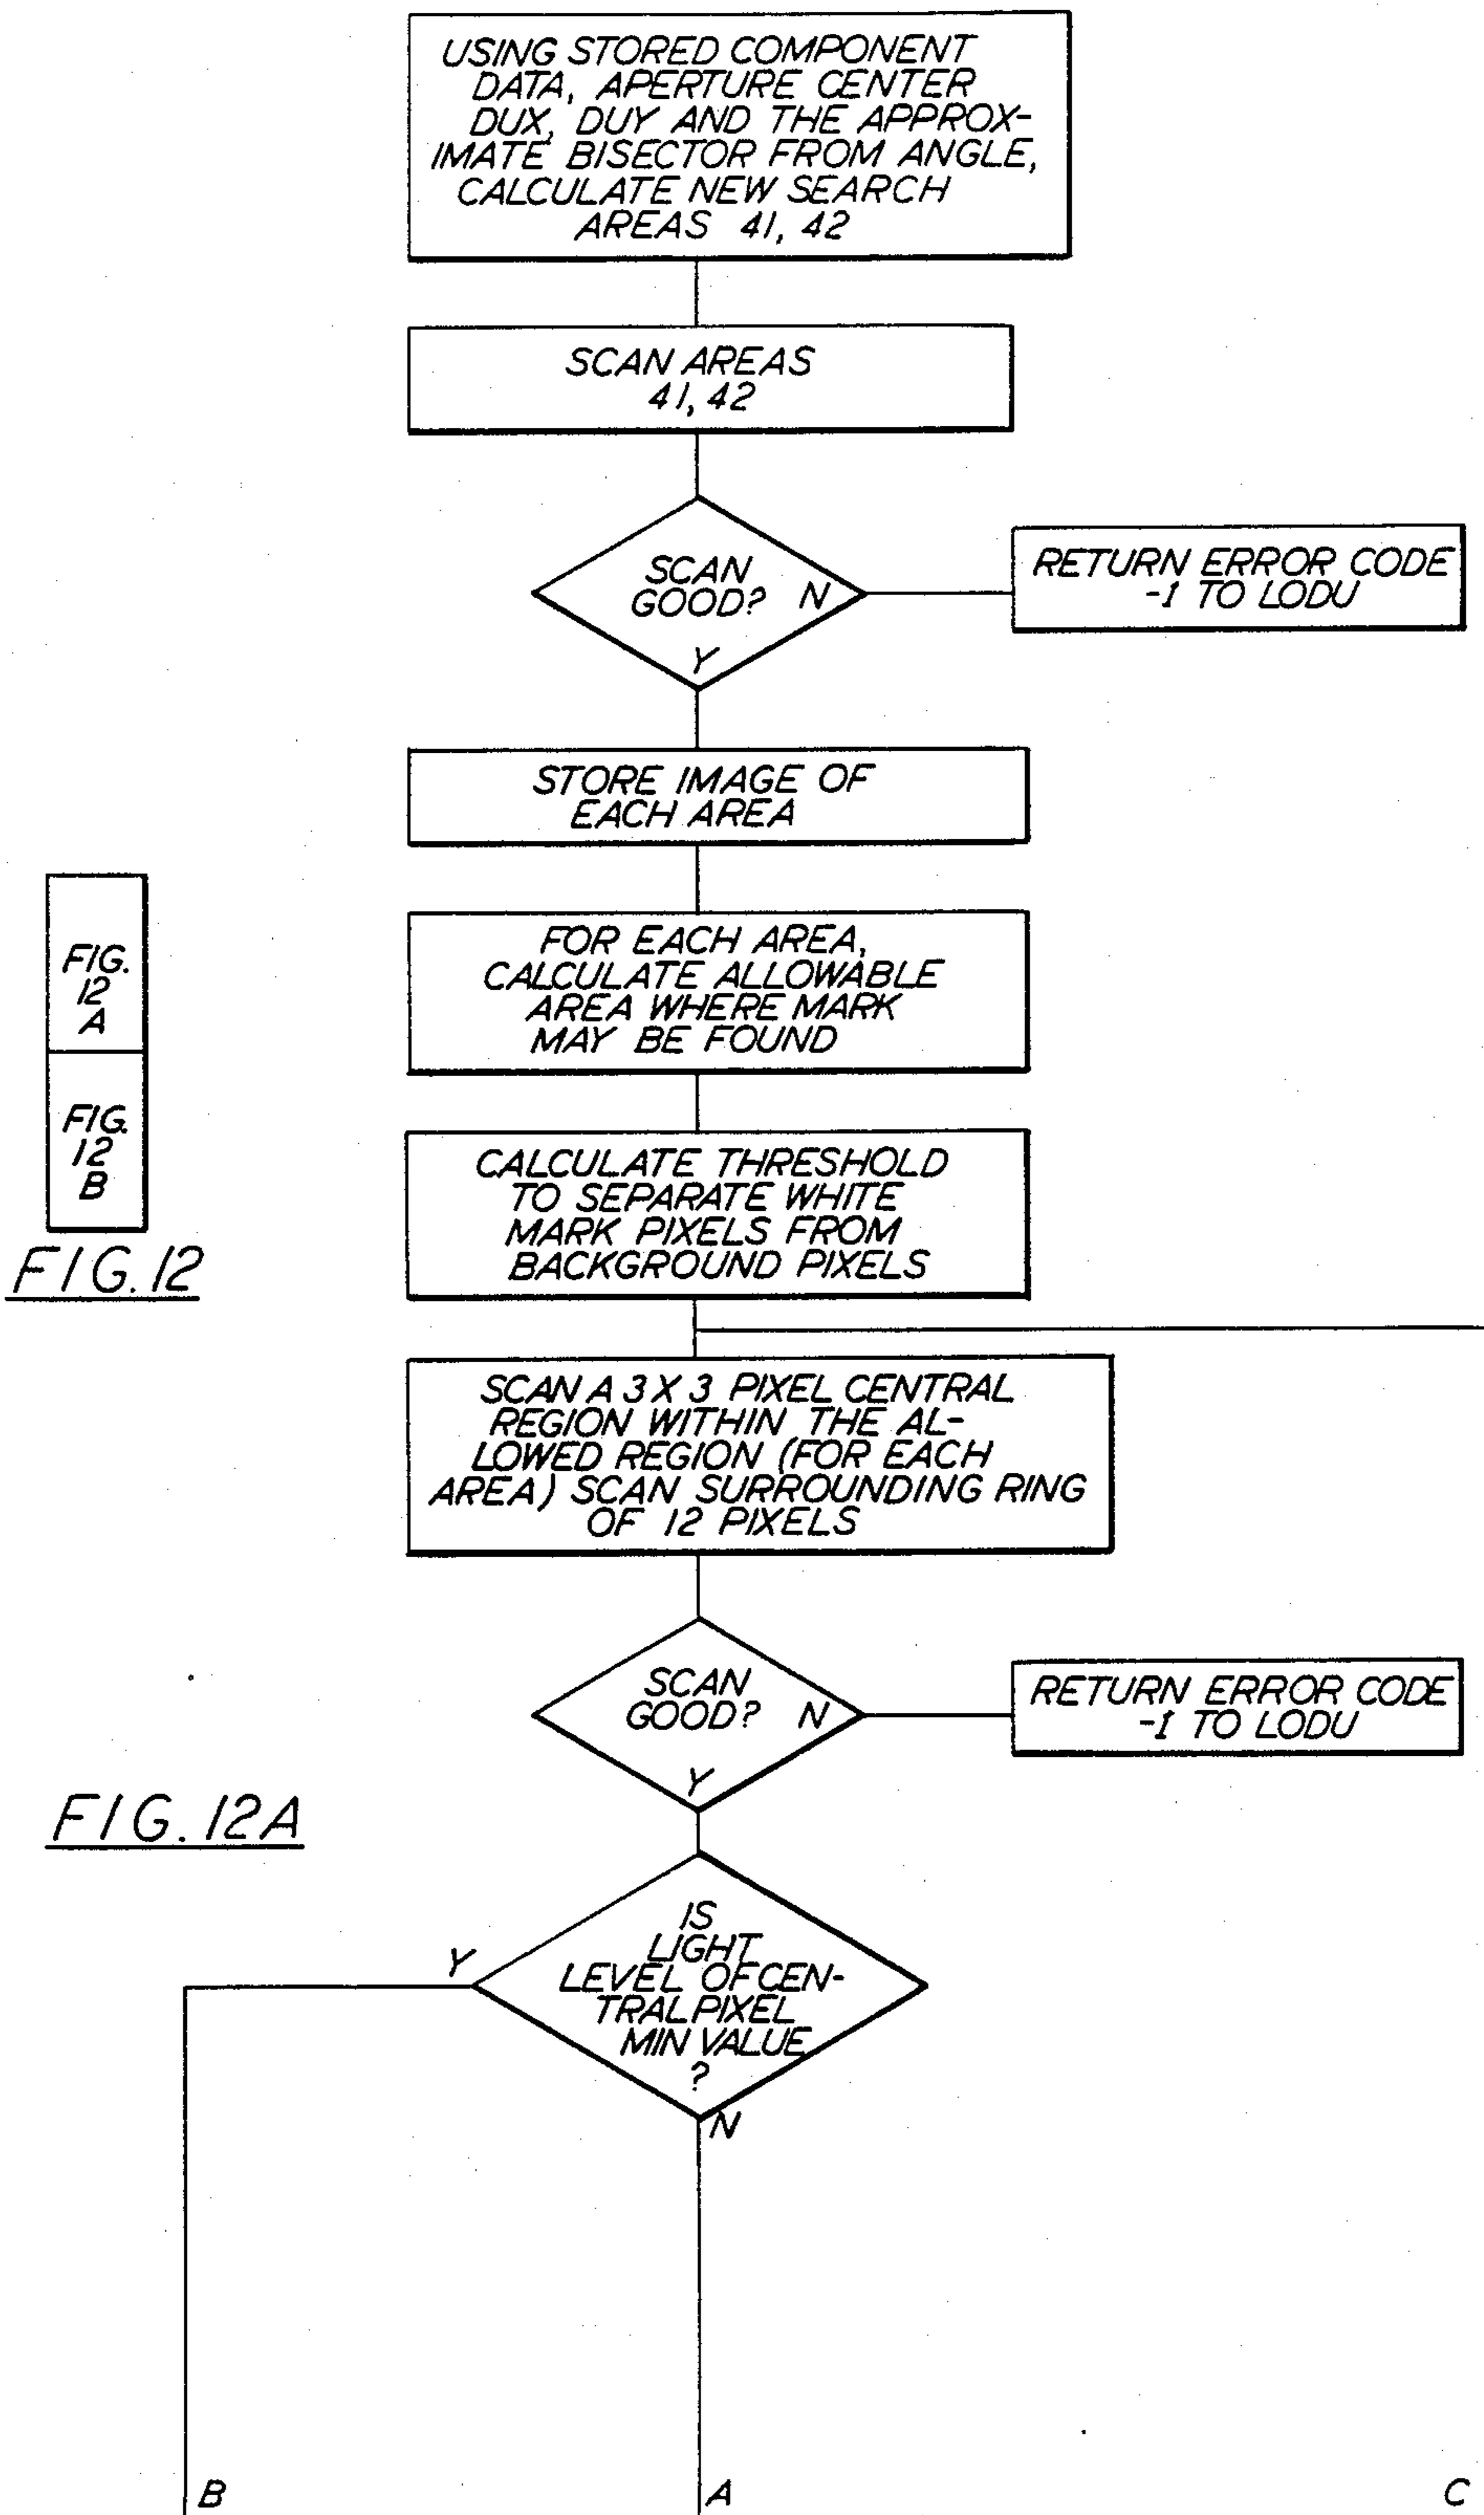 USING STORED COMPONENT
DATA, APERTURE CENTER
DUX, DUY AND THE APPROX-
IMATE BISECTOR FROM ANGLE,
CALCULATE NEW SEARCH
AREAS 41, 42
SCAN AREAS
41, 42
SCAN
GOOD? N
Y
RETURN ERROR CODE
-1 TO LODU
STORE IMAGE OF
EACH AREA
FOR EACH AREA,
CALCULATE ALLOWABLE
AREA WHERE MARK
MAY BE FOUND
FIG.
12
A
FIG.
12
B
FIG. 12
CALCULATE THRESHOLD
TO SEPARATE WHITE
MARK PIXELS FROM
BACKGROUND PIXELS
SCAN A 3 X 3 PIXEL CENTRAL
REGION WITHIN THE AL-
LOWED REGION (FOR EACH
AREA) SCAN SURROUNDING RING
OF 12 PIXELS
SCAN
GOOD? N
Y
RETURN ERROR CODE
-1 TO LODU
FIG. 12A
IS
LIGHT
LEVEL OF CEN-
TRAL PIXEL
MIN VALUE
?
Y
N
B
A
C